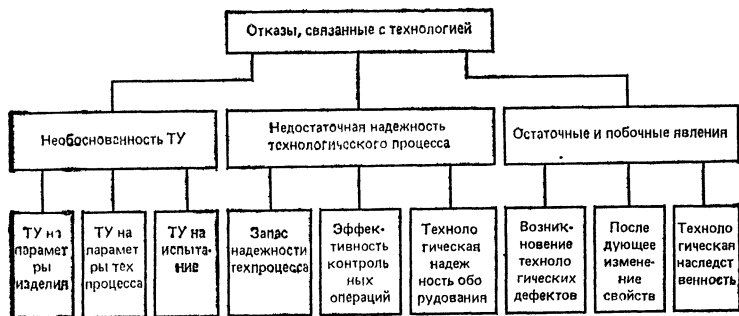 Отказы, связанные с технологией
Необоснованность ТУ
Недостаточная надежность
технологического процесса
Остаточные и побочные явления
ТУ на
парамет
ры
изделия
ТУ на
парамет
ры тех
процесса
ТУ на
испыта-
ние
Запас
надежности
техпроцесса
Эффек-
тивность
контроль
ных
операций
Техноло
гическая
надеж
ность обо
рудования
Возник-
новение
техноло
гических
дефектов
После
дующее
измене-
ние
свойств
Техноло
гическая
наследст
венность